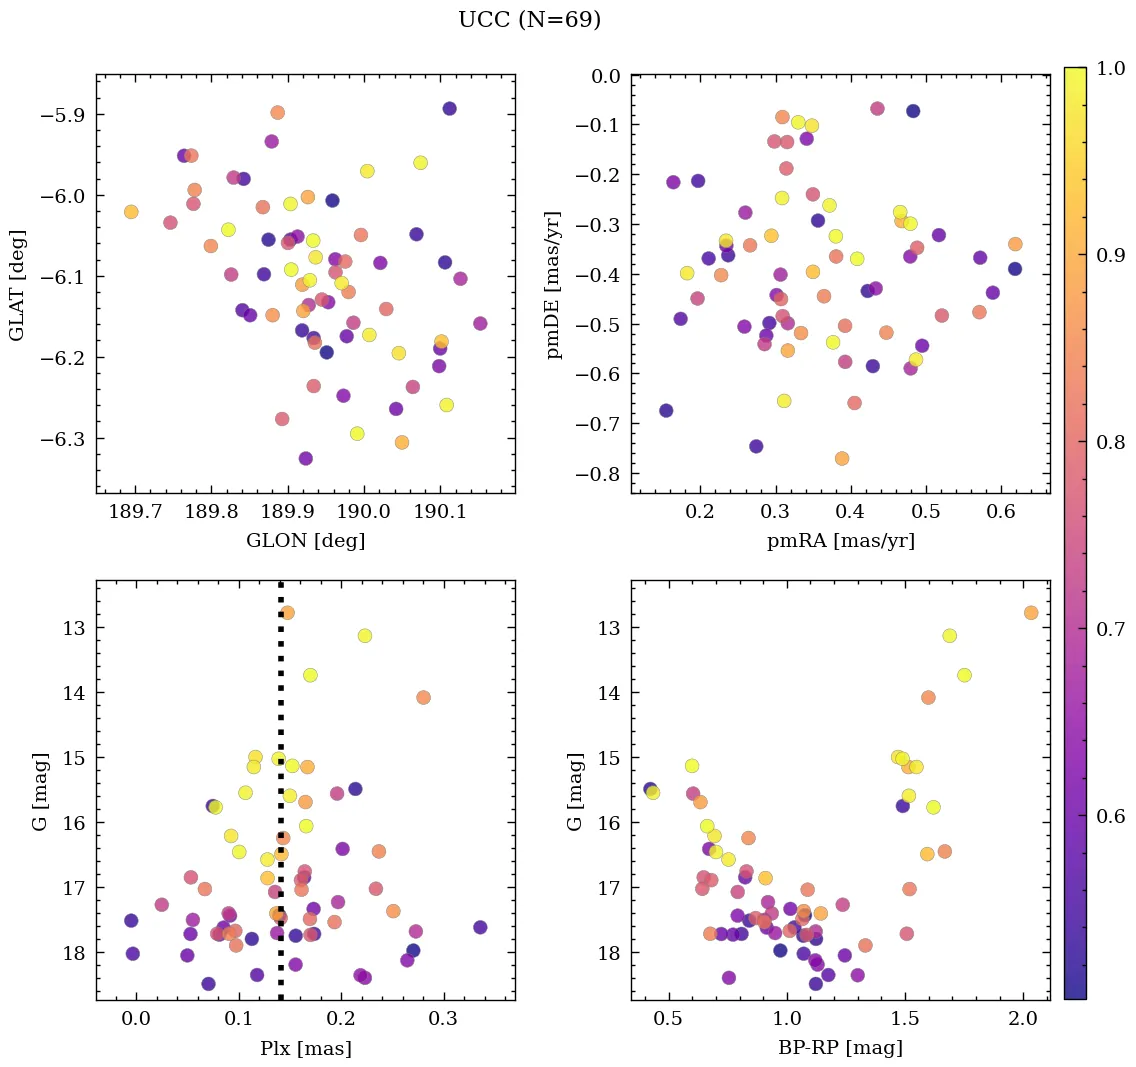 UCC (N=69)
−5.9
−6.0
−6.1
−6.2
−6.3
GLAT [deg]
189.7 189.8 189.9 190.0 190.1
GLON [deg]
0.0
−0.1
−0.2
−0.3
−0.4
−0.5
−0.6
−0.7
−0.8
pmDE [mas/yr]
0.2 0.3 0.4 0.5 0.6
pmRA [mas/yr]
13
14
15
16
17
18
G [mag]
0.0 0.1 0.2 0.3
Plx [mas]
13
14
15
16
17
18
G [mag]
0.5 1.0 1.5 2.0
BP-RP [mag]
1.0
0.9
0.8
0.7
0.6